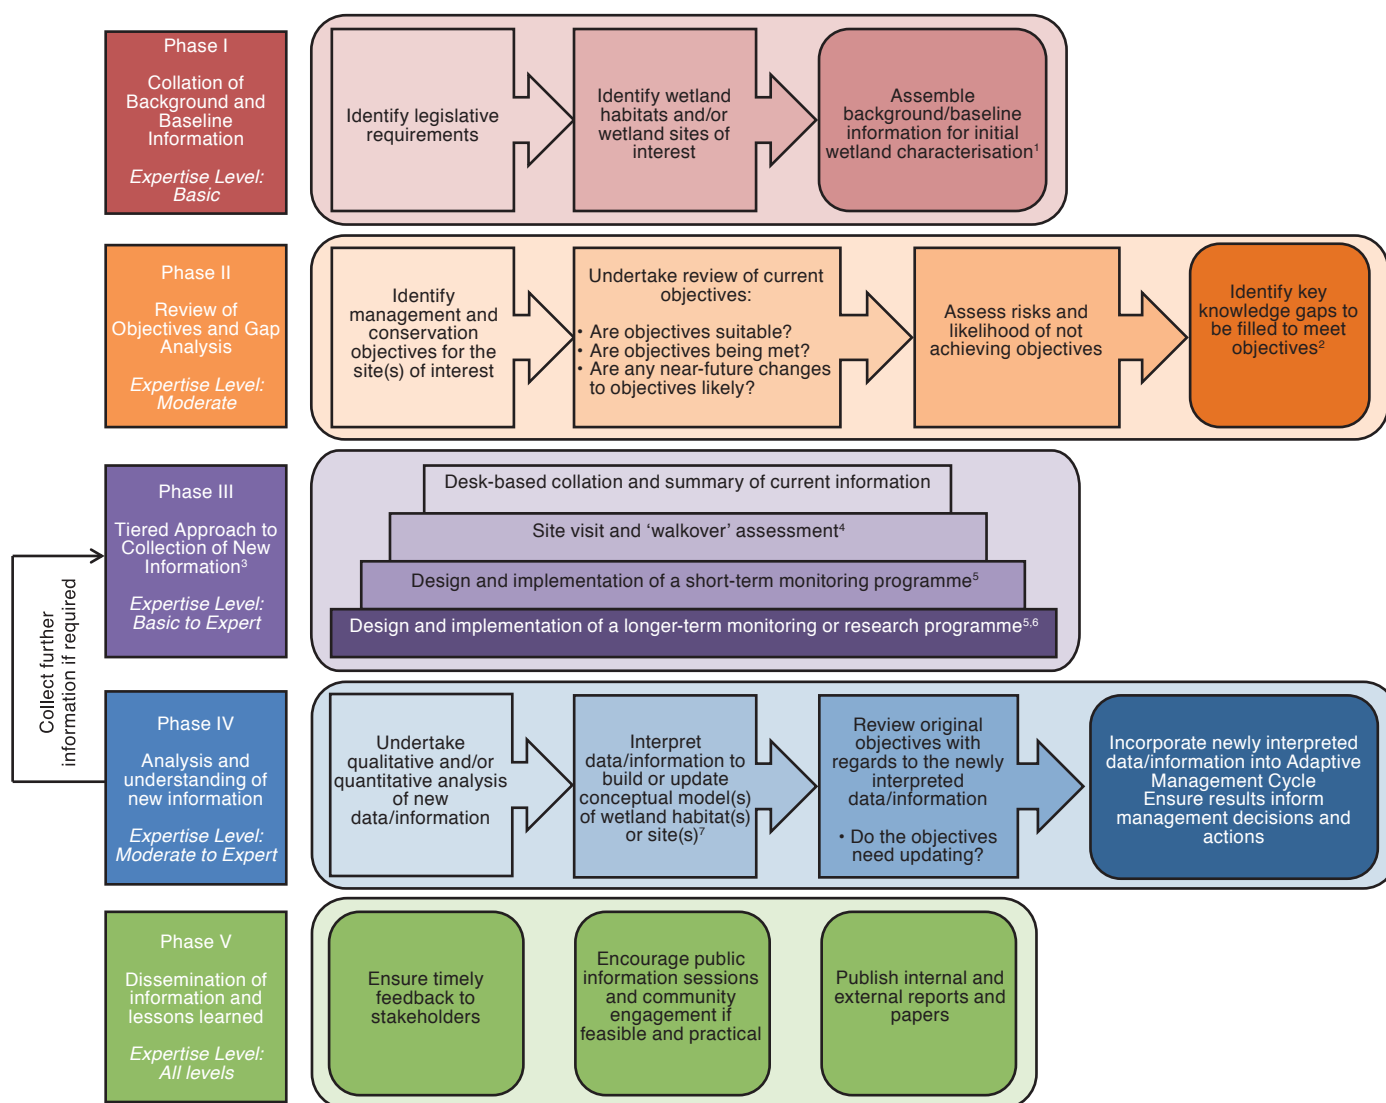 Phase I
Collation of
Background and
Baseline
Information
Expertise Level:
Basic
Identify legislative
requirements
Identify wetland
habitats and/or
wetland sites of
interest
Assemble
background/baseline
information for initial
wetland characterisation¹
Phase II
Review of
Objectives and Gap
Analysis
Expertise Level:
Moderate
Identify
management and
conservation
objectives for the
site(s) of interest
Undertake review of current
objectives:
• Are objectives suitable?
• Are objectives being met?
• Are any near-future changes
to objectives likely?
Assess risks and
likelihood of not
achieving objectives
Identify key
knowledge gaps to
be filled to meet
objectives²
Phase III
Tiered Approach to
Collection of New
Information³
Expertise Level:
Basic to Expert
Desk-based collation and summary of current information
Site visit and ‘walkover’ assessment⁴
Design and implementation of a short-term monitoring programme⁵
Design and implementation of a longer-term monitoring or research programme⁵,⁶
Collect further
information if required
Phase IV
Analysis and
understanding of
new information
Expertise Level:
Moderate to Expert
Undertake
qualitative and/or
quantitative analysis
of new
data/information
Interpret
data/information to
build or update
conceptual model(s)
of wetland habitat(s)
or site(s)⁷
Review original
objectives with
regards to the newly
interpreted
data/information
• Do the objectives
need updating?
Incorporate newly interpreted
data/information into Adaptive
Management Cycle
Ensure results inform
management decisions and
actions
Phase V
Dissemination of
information and
lessons learned
Expertise Level:
All levels
Ensure timely
feedback to
stakeholders
Encourage public
information sessions
and community
engagement if
feasible and practical
Publish internal and
external reports and
papers